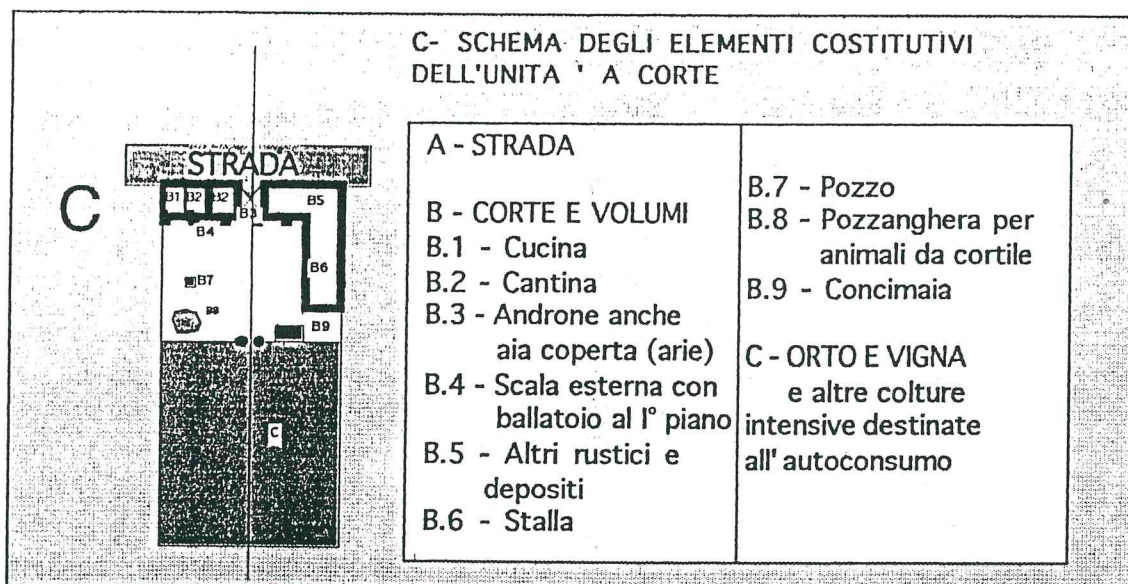 C- SCHEMA DEGLI ELEMENTI COSTITUTIVI
DELL'UNITA ' A CORTE
C
STRADA
B1 B2 B2
B3
B5
B4
B6
B7
B8
B9
C
A - STRADA
B - CORTE E VOLUMI
B.1 - Cucina
B.2 - Cantina
B.3 - Androne anche
aia coperta (arie)
B.4 - Scala esterna con
ballatoio al I° piano
B.5 - Altri rustici e
depositi
B.6 - Stalla
B.7 - Pozzo
B.8 - Pozzanghera per
animali da cortile
B.9 - Concimaia
C - ORTO E VIGNA
e altre colture
intensive destinate
all' autoconsumo